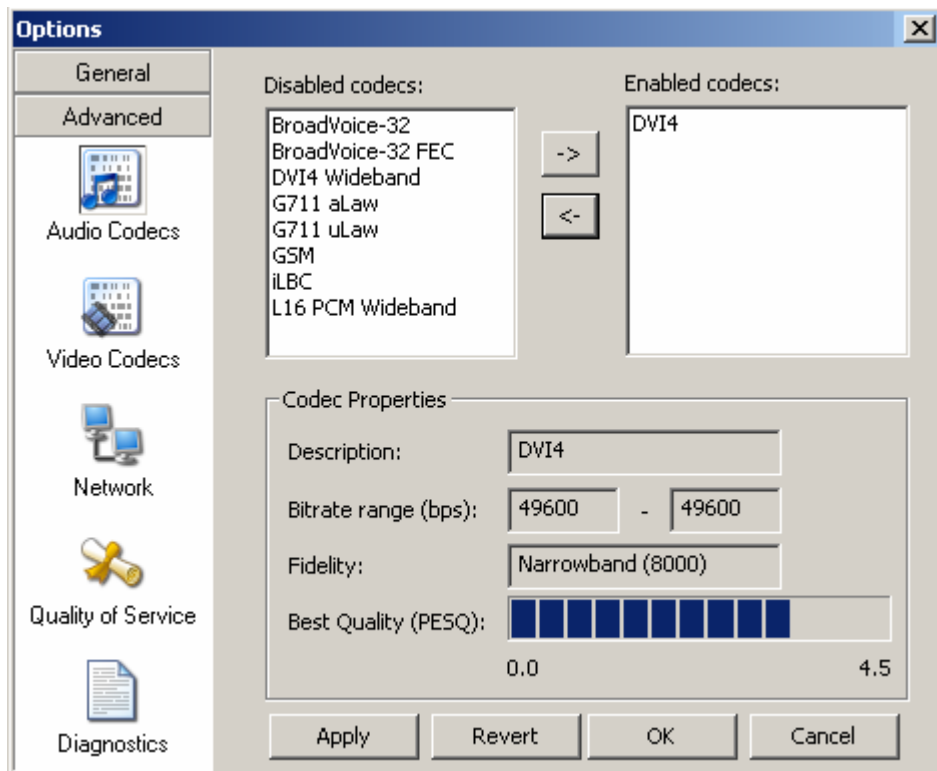 Options
General
Advanced
Audio Codecs
Video Codecs
Network
Quality of Service
Diagnostics
Disabled codecs:
BroadVoice-32
BroadVoice-32 FEC
DVI4 Wideband
G711 aLaw
G711 uLaw
GSM
iLBC
L16 PCM Wideband
->
<-
Enabled codecs:
DVI4
Codec Properties
Description: DVI4
Bitrate range (bps): 49600 - 49600
Fidelity: Narrowband (8000)
Best Quality (PESQ):
0.0 4.5
Apply Revert OK Cancel